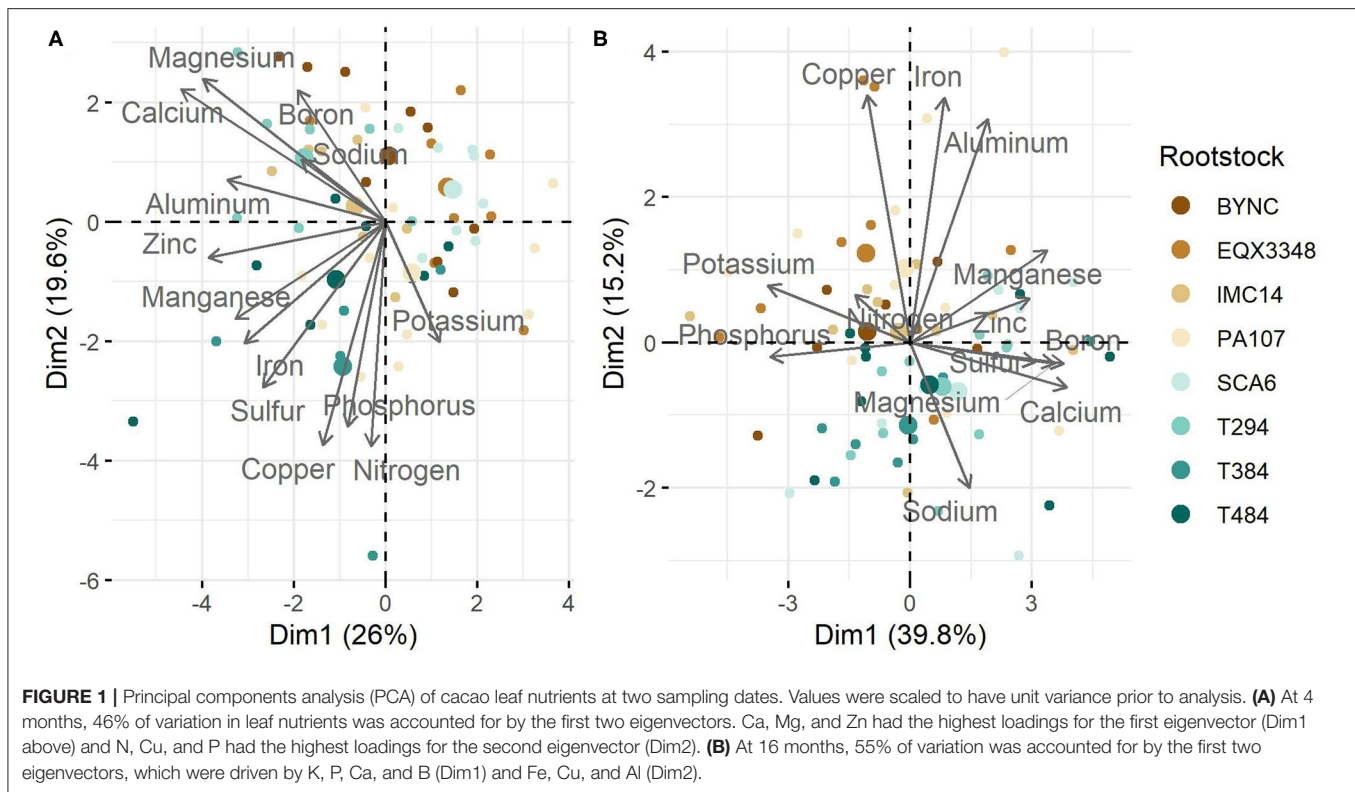 A
Magnesium
Calcium
Boron
Sodium
Aluminum
Zinc
Manganese
Potassium
Iron
Sulfur
Phosphorus
Copper
Nitrogen
2
0
-2
-4
-6
Dim2 (19.6%)
-4
-2
0
2
4
Dim1 (26%)
B
Copper
Iron
Aluminum
Potassium
Manganese
Nitrogen
Zinc
Phosphorus
Boron
Sulfur
Magnesium
Calcium
Sodium
4
2
0
-2
Dim2 (15.2%)
-3
0
3
Dim1 (39.8%)
Rootstock
BYNC
EQX3348
IMC14
PA107
SCA6
T294
T384
T484
FIGURE 1 | Principal components analysis (PCA) of cacao leaf nutrients at two sampling dates. Values were scaled to have unit variance prior to analysis. (A) At 4
months, 46% of variation in leaf nutrients was accounted for by the first two eigenvectors. Ca, Mg, and Zn had the highest loadings for the first eigenvector (Dim1
above) and N, Cu, and P had the highest loadings for the second eigenvector (Dim2). (B) At 16 months, 55% of variation was accounted for by the first two
eigenvectors, which were driven by K, P, Ca, and B (Dim1) and Fe, Cu, and Al (Dim2).